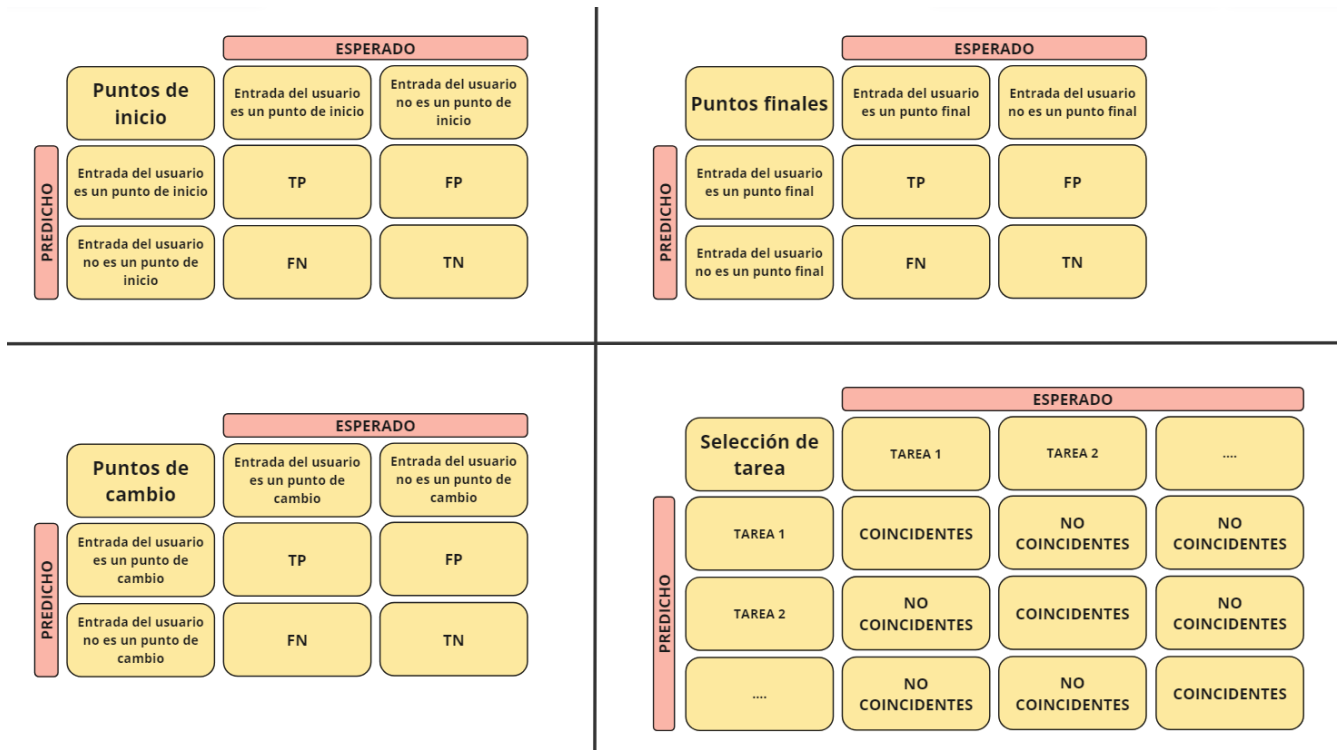 ESPERADO
Puntos de
inicio
Entrada del usuario
es un punto de inicio
Entrada del usuario
no es un punto de
inicio
PREDICHO
Entrada del usuario
es un punto de inicio
TP
FP
Entrada del usuario
no es un punto de
inicio
FN
TN
ESPERADO
Puntos finales
Entrada del usuario
es un punto final
Entrada del usuario
no es un punto final
PREDICHO
Entrada del usuario
es un punto final
TP
FP
Entrada del usuario
no es un punto final
FN
TN
ESPERADO
Puntos de
cambio
Entrada del usuario
es un punto de
cambio
Entrada del usuario
no es un punto de
cambio
PREDICHO
Entrada del usuario
es un punto de
cambio
TP
FP
Entrada del usuario
no es un punto de
cambio
FN
TN
ESPERADO
Selección de
tarea
TAREA 1
TAREA 2
....
PREDICHO
TAREA 1
COINCIDENTES
NO
COINCIDENTES
NO
COINCIDENTES
TAREA 2
NO
COINCIDENTES
COINCIDENTES
NO
COINCIDENTES
....
NO
COINCIDENTES
NO
COINCIDENTES
COINCIDENTES